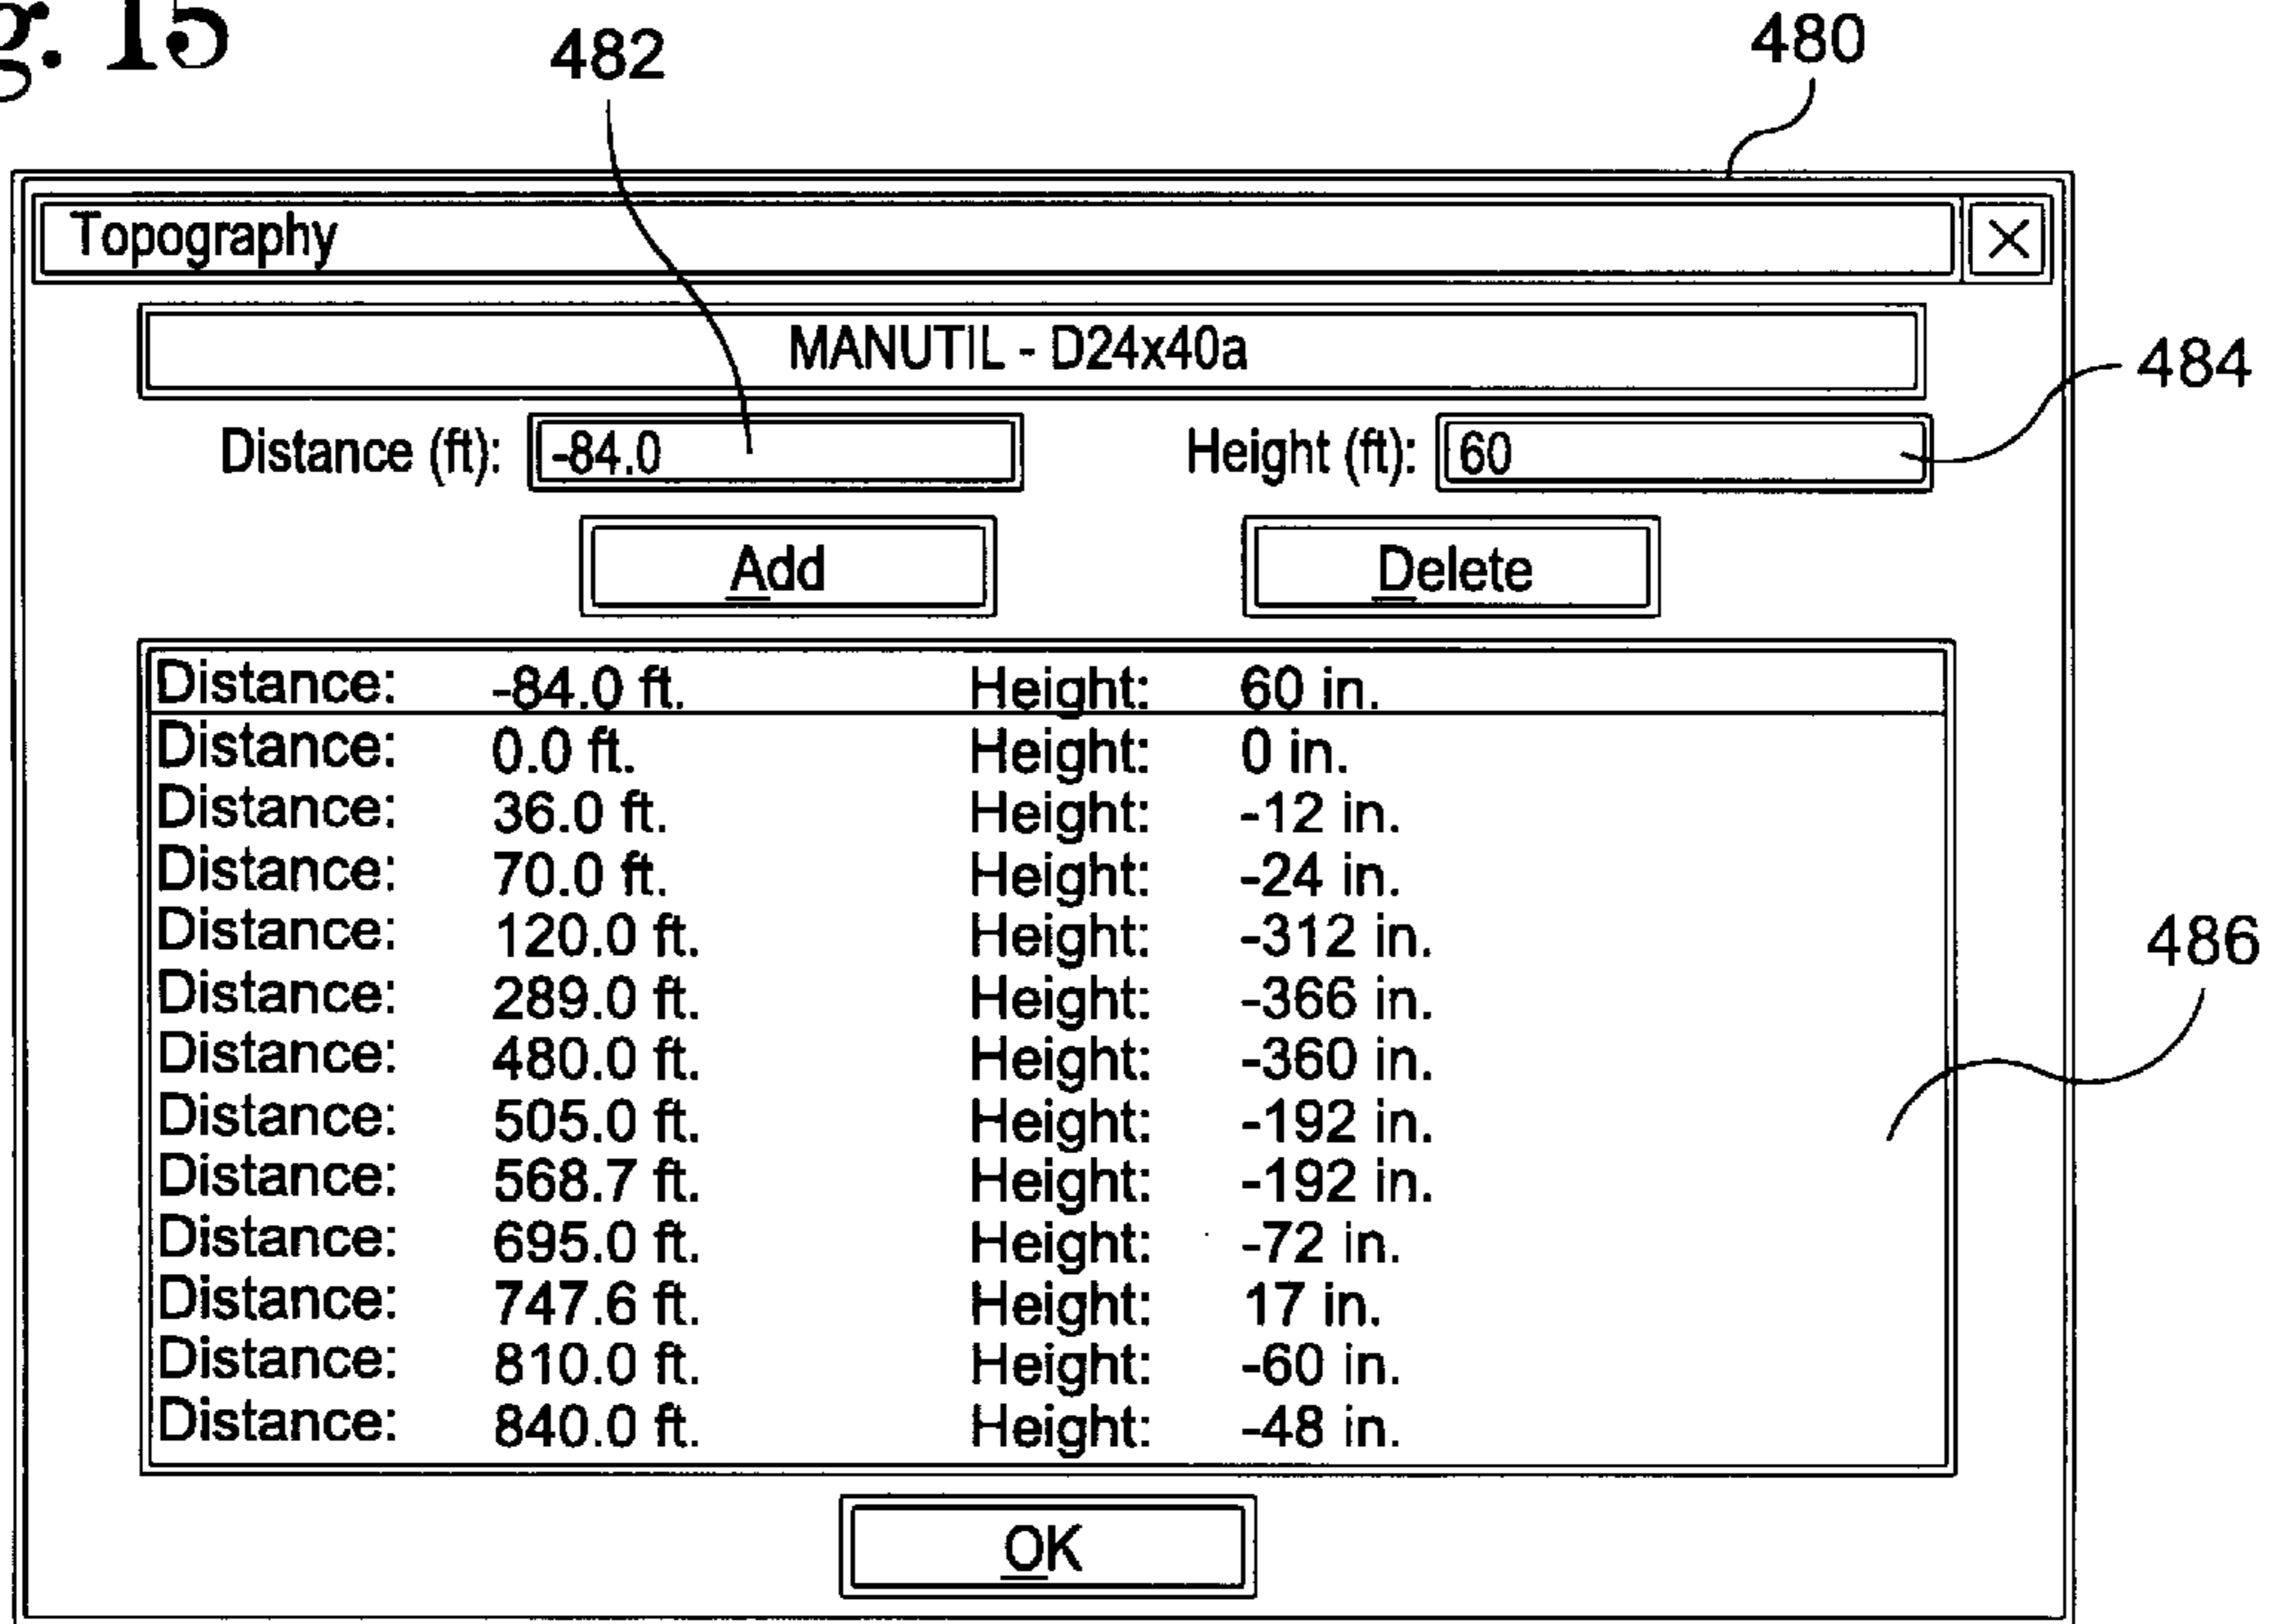 g. 15
482
480
Topography
MANUTIL - D24x40a
484
Distance (ft): -84.0 Height (ft): 60
Add Delete
Distance: -84.0 ft. Height: 60 in.
Distance: 0.0 ft. Height: 0 in.
Distance: 36.0 ft. Height: -12 in.
Distance: 70.0 ft. Height: -24 in.
Distance: 120.0 ft. Height: -312 in.
486
Distance: 289.0 ft. Height: -366 in.
Distance: 480.0 ft. Height: -360 in.
Distance: 505.0 ft. Height: -192 in.
Distance: 568.7 ft. Height: -192 in.
Distance: 695.0 ft. Height: -72 in.
Distance: 747.6 ft. Height: 17 in.
Distance: 810.0 ft. Height: -60 in.
Distance: 840.0 ft. Height: -48 in.
OK